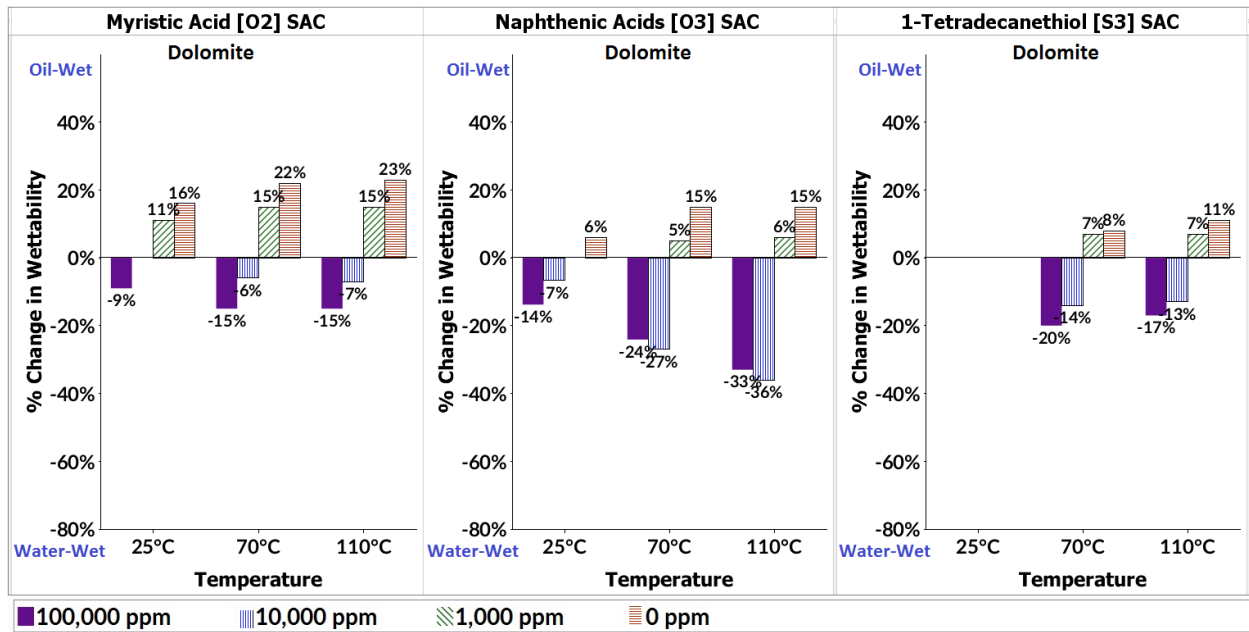 Myristic Acid [O2] SAC
Naphthenic Acids [O3] SAC
1-Tetradecanethiol [S3] SAC
Dolomite
Oil-Wet
% Change in Wettability
40%
20%
0%
-20%
-40%
-60%
-80%
Water-Wet
-9%
11%
16%
-15%
-6%
15%
22%
-15%
-7%
15%
23%
25°C
70°C
110°C
Temperature
Dolomite
Oil-Wet
% Change in Wettability
40%
20%
0%
-20%
-40%
-60%
-80%
Water-Wet
-14%
-7%
6%
-24%
-27%
5%
15%
-33%
-36%
6%
15%
25°C
70°C
110°C
Temperature
Dolomite
Oil-Wet
% Change in Wettability
40%
20%
0%
-20%
-40%
-60%
-80%
Water-Wet
-20%
-14%
7%
8%
-17%
-13%
7%
11%
25°C
70°C
110°C
Temperature
100,000 ppm
10,000 ppm
1,000 ppm
0 ppm